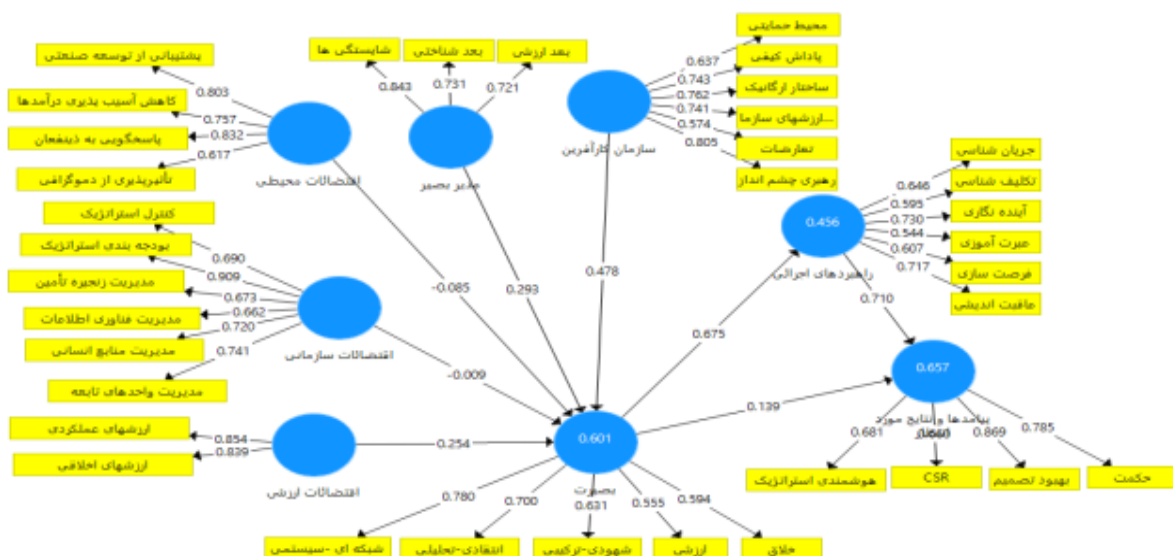 پشتیبانی از توسعه صنعتی
کاهش آسیب پذیری درآمدها
پاسخگویی به ذینفعان
تأثیرپذیری از دموگرافی
0.803
0.757
0.832
0.617
اقتضائات محیطی
شایستگی ها
بعد شناختی
بعد ارزشی
0.843
0.731
0.721
مدیر بصیر
محیط حمایتی
پاداش کیفی
ساختار ارگانیک
ارزشهای سازما...
تعارضات
رهبری چشم انداز
0.637
0.743
0.762
0.741
0.574
0.805
سازمان کارآفرین
جریان شناسی
تکلیف شناسی
آینده نگاری
عبرت آموزی
فرصت سازی
عاقبت اندیشی
0.646
0.595
0.730
0.544
0.607
0.717
0.456
راهبردهای اجرائی
کنترل استراتژیک
بودجه بندی استراتژیک
مدیریت زنجیره تأمین
مدیریت فناوری اطلاعات
مدیریت منابع انسانی
مدیریت واحدهای تابعه
0.690
0.909
0.673
0.662
0.720
0.741
اقتضائات سازمانی
ارزشهای عملکردی
ارزشهای اخلاقی
0.854
0.839
اقتضائات ارزشی
-0.085
0.293
0.478
-0.009
0.254
0.675
0.710
0.139
0.601
بصیرت
0.780
0.700
0.631
0.555
0.594
شبکه ای -سیستمی
انتقادی-تحلیلی
شهودی-ترکیبی
ارزشی
خلاق
0.657
پیامدها و نتایج مورد
0.681
0.869
0.785
هوشمندی استراتژیک
CSR
بهبود تصمیم
حکمت